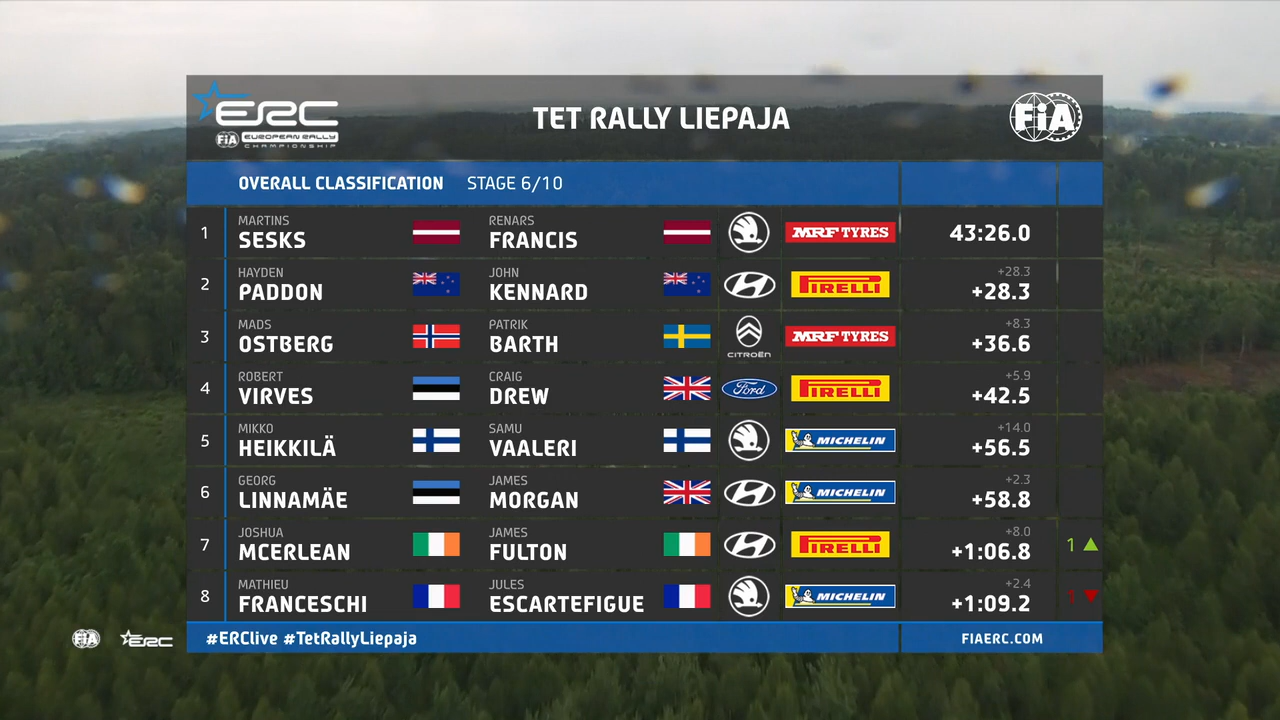 ERC
FIA EUROPEAN RALLY
CHAMPIONSHIP
TET RALLY LIEPAJA
FiA
OVERALL CLASSIFICATION STAGE 6/10
1 MARTINS SESKS RENARS FRANCIS MRF TYRES 43:26.0
2 HAYDEN PADDON JOHN KENNARD PIRELLI +28.3 +28.3
3 MADS OSTBERG PATRIK BARTH CITROËN MRF TYRES +8.3 +36.6
4 ROBERT VIRVES CRAIG DREW Ford PIRELLI +5.9 +42.5
5 MIKKO HEIKKILÄ SAMU VAALERI MICHELIN +14.0 +56.5
6 GEORG LINNAMÄE JAMES MORGAN MICHELIN +2.3 +58.8
7 JOSHUA MCERLEAN JAMES FULTON PIRELLI +8.0 +1:06.8 1
8 MATHIEU FRANCESCHI JULES ESCARTEFIGUE MICHELIN +2.4 +1:09.2 1
FiA ERC #ERClive #TetRallyLiepaja FIAERC.COM